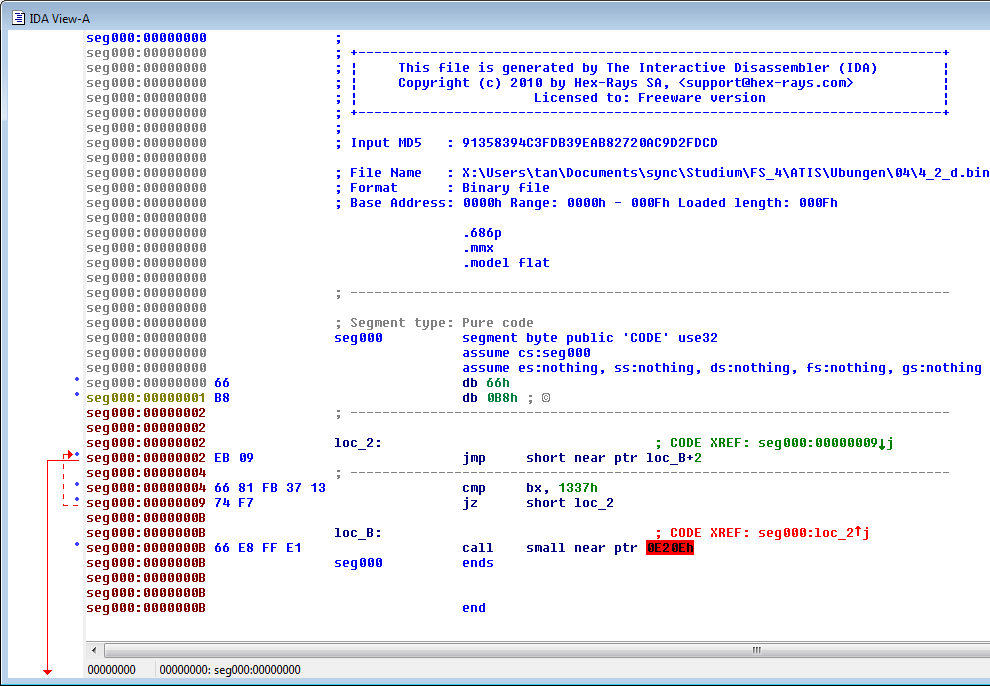 IDA View-A
seg000:00000000 ;
seg000:00000000 ; +-------------------------------------------------------------------------+
seg000:00000000 ; ¦ This file is generated by The Interactive Disassembler (IDA) ¦
seg000:00000000 ; ¦ Copyright (c) 2010 by Hex-Rays SA, <support@hex-rays.com> ¦
seg000:00000000 ; ¦ Licensed to: Freeware version ¦
seg000:00000000 ; +-------------------------------------------------------------------------+
seg000:00000000 ;
seg000:00000000 ; Input MD5 : 91358394C3FDB39EAB82720AC9D2FDCD
seg000:00000000
seg000:00000000 ; File Name : X:\Users\tan\Documents\sync\Studium\FS_4\ATIS\Ubungen\04\4_2_d.bin
seg000:00000000 ; Format : Binary file
seg000:00000000 ; Base Address: 0000h Range: 0000h - 000Fh Loaded length: 000Fh
seg000:00000000
seg000:00000000 .686p
seg000:00000000 .mmx
seg000:00000000 .model flat
seg000:00000000
seg000:00000000 ; ---------------------------------------------------------------------------
seg000:00000000
seg000:00000000 ; Segment type: Pure code
seg000:00000000 seg000 segment byte public 'CODE' use32
seg000:00000000 assume cs:seg000
seg000:00000000 assume es:nothing, ss:nothing, ds:nothing, fs:nothing, gs:nothing
seg000:00000000 66 db 66h
seg000:00000001 B8 db 0B8h ; ©
seg000:00000002 ; ---------------------------------------------------------------------------
seg000:00000002
seg000:00000002 loc_2: ; CODE XREF: seg000:00000009↓j
seg000:00000002 EB 09 jmp short near ptr loc_B+2
seg000:00000004 ; ---------------------------------------------------------------------------
seg000:00000004 66 81 FB 37 13 cmp bx, 1337h
seg000:00000009 74 F7 jz short loc_2
seg000:0000000B
seg000:0000000B loc_B: ; CODE XREF: seg000:loc_2↑j
seg000:0000000B 66 E8 FF E1 call small near ptr 0E20Eh
seg000:0000000B seg000 ends
seg000:0000000B
seg000:0000000B
seg000:0000000B end
00000000 00000000: seg000:00000000